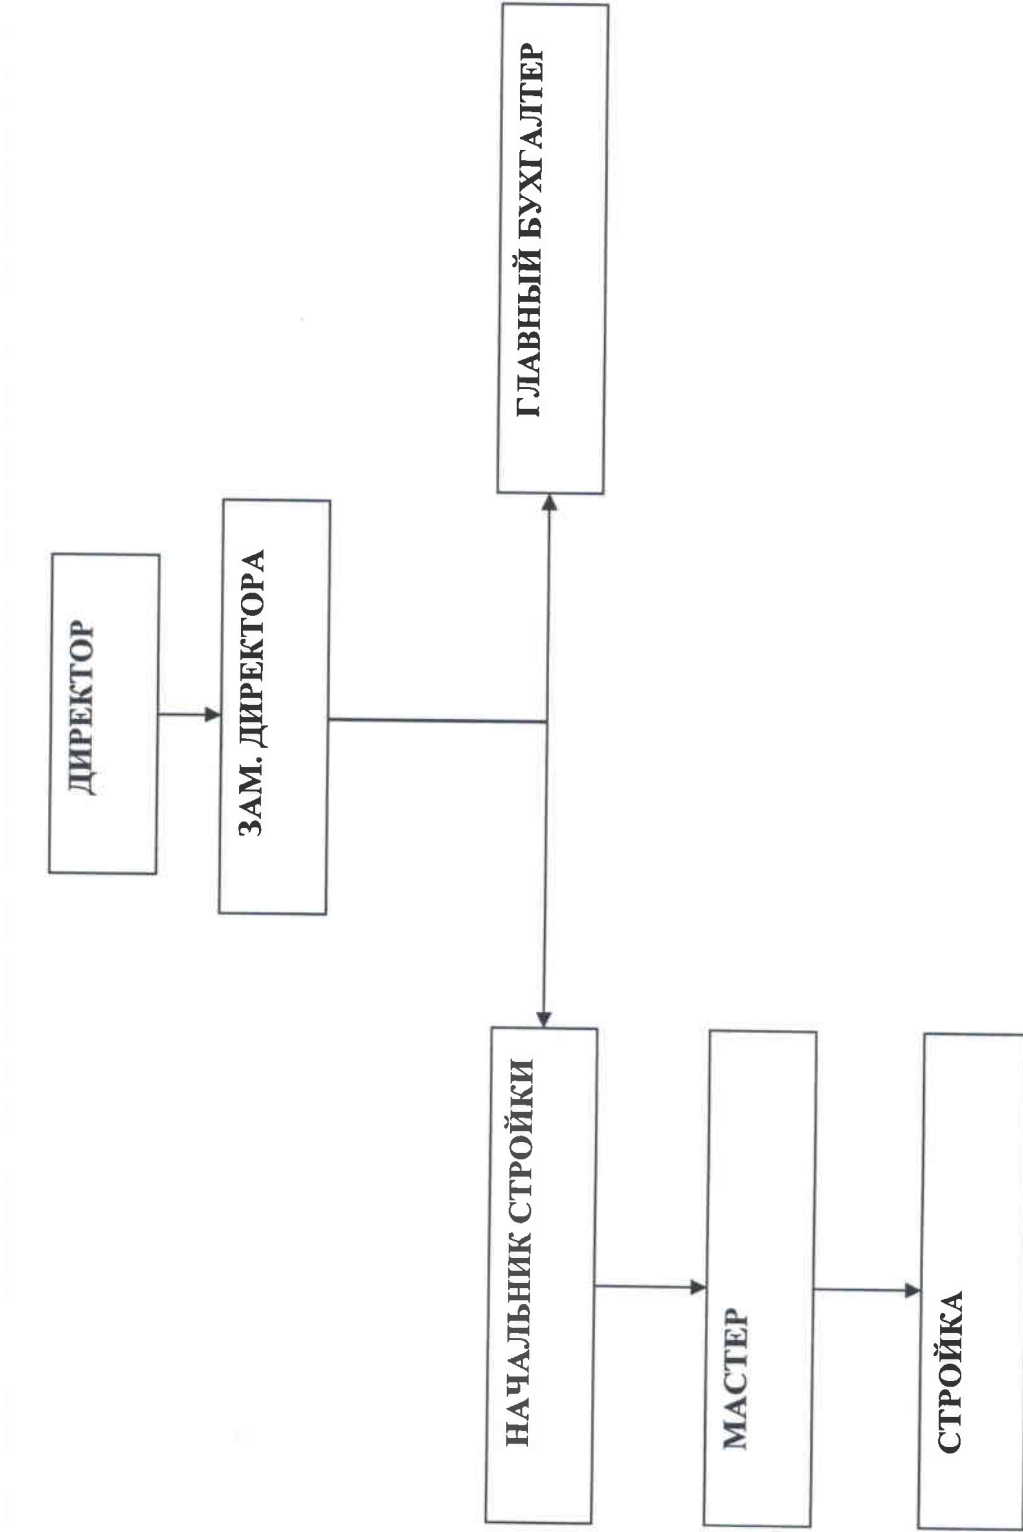 ДИРЕКТОР
ЗАМ. ДИРЕКТОРА
НАЧАЛЬНИК СТРОЙКИ
ГЛАВНЫЙ БУХГАЛТЕР
МАСТЕР
СТРОЙКА